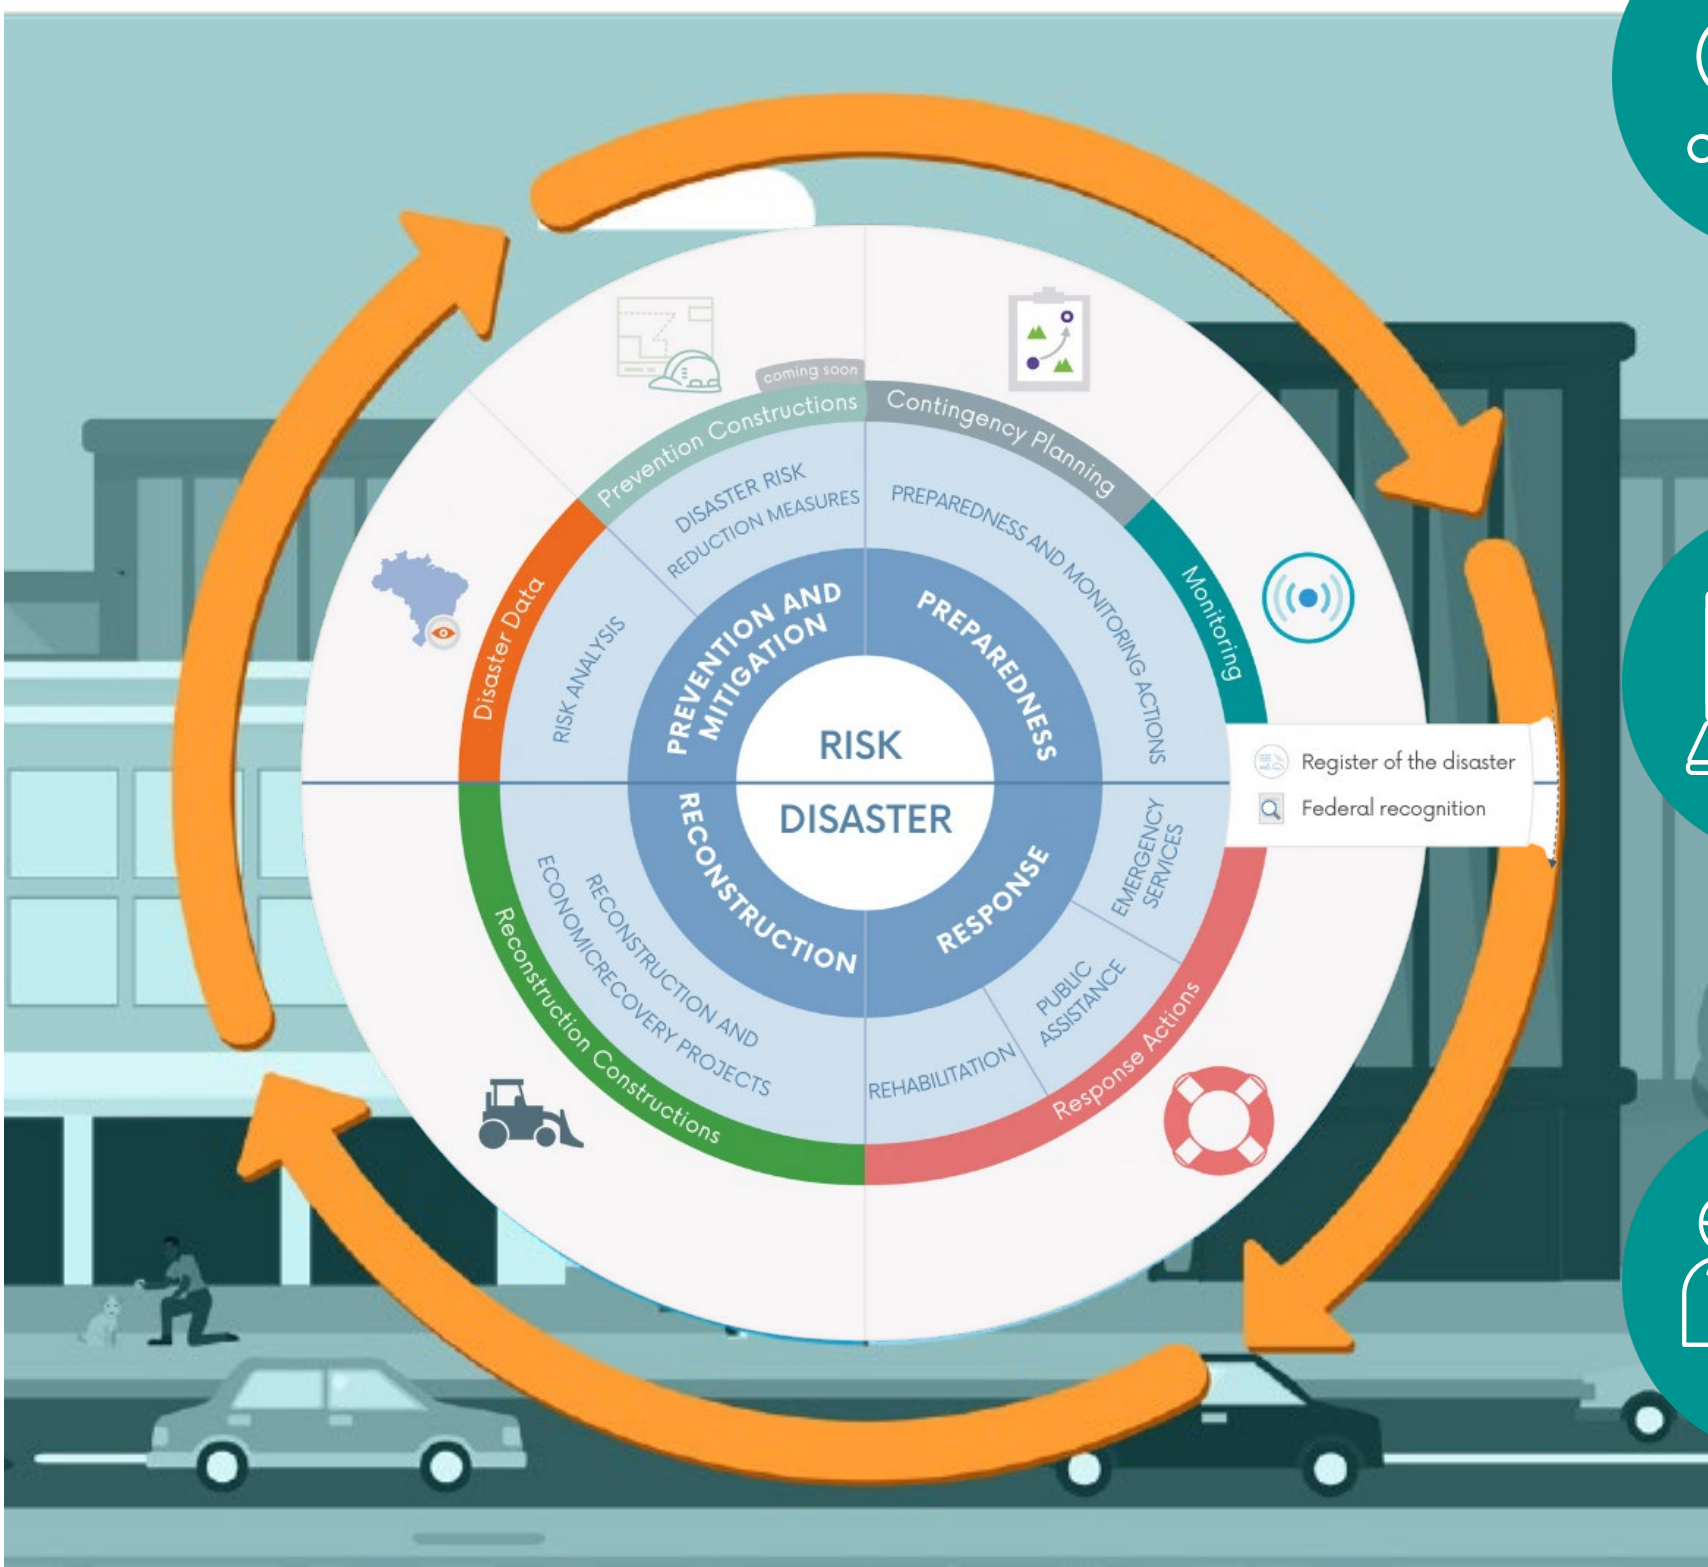 coming soon
Prevention Constructions
Contingency Planning
DISASTER RISK
REDUCTION MEASURES
PREPAREDNESS AND MONITORING ACTIONS
Disaster Data
Monitoring
RISK ANALYSIS
PREVENTION AND
MITIGATION
PREPAREDNESS
RISK
DISASTER
Register of the disaster
Federal recognition
RECONSTRUCTION
RESPONSE
EMERGENCY
SERVICES
PUBLIC
ASSISTANCE
REHABILITATION
RECONSTRUCTION AND
ECONOMICRECOVERY PROJECTS
Reconstruction Constructions
Response Actions